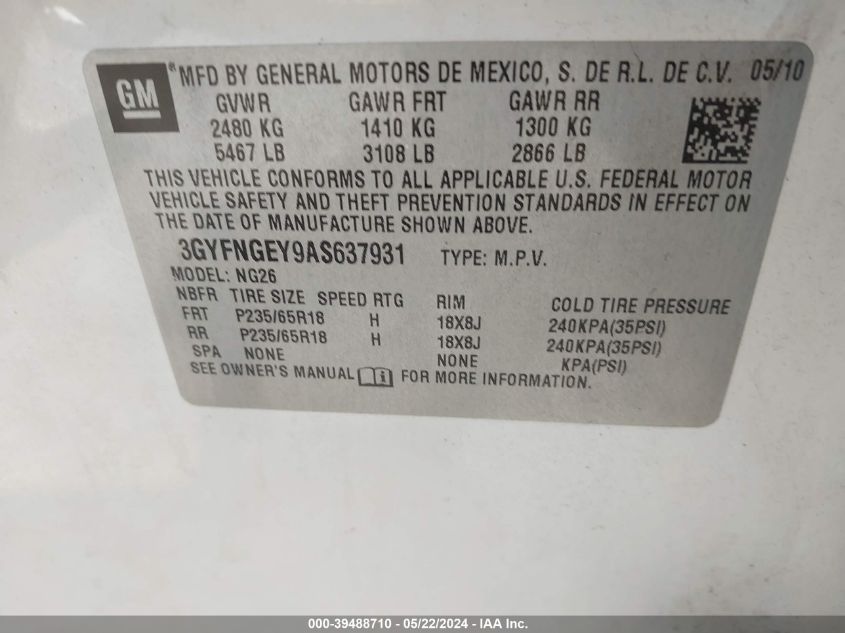 GM ® MFD BY GENERAL MOTORS DE MEXICO, S. DE R.L. DE C.V. 05/10
GVWR GAWR FRT GAWR RR
2480 KG 1410 KG 1300 KG
5467 LB 3108 LB 2866 LB
THIS VEHICLE CONFORMS TO ALL APPLICABLE U.S. FEDERAL MOTOR
VEHICLE SAFETY AND THEFT PREVENTION STANDARDS IN EFFECT ON
THE DATE OF MANUFACTURE SHOWN ABOVE.
3GYFNGEY9AS637931 TYPE: M.P.V.
MODEL: NG26
NBFR TIRE SIZE SPEED RTG RIM COLD TIRE PRESSURE
FRT P235/65R18 H 18X8J 240KPA(35PSI)
RR P235/65R18 H 18X8J 240KPA(35PSI)
SPA NONE NONE KPA(PSI)
SEE OWNER'S MANUAL FOR MORE INFORMATION.
000-39488710 - 05/22/2024 - IAA Inc.